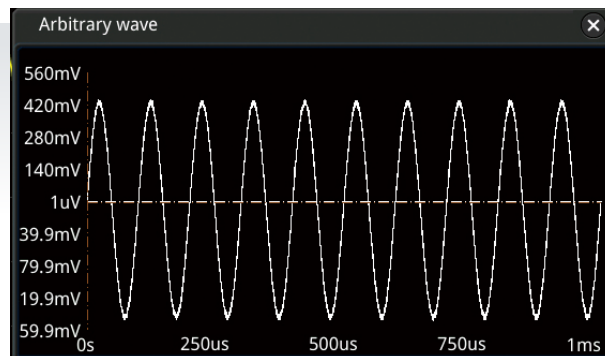 Arbitrary wave
560mV
420mV
280mV
140mV
1uV
39.9mV
79.9mV
19.9mV
59.9mV
0s 250us 500us 750us 1ms